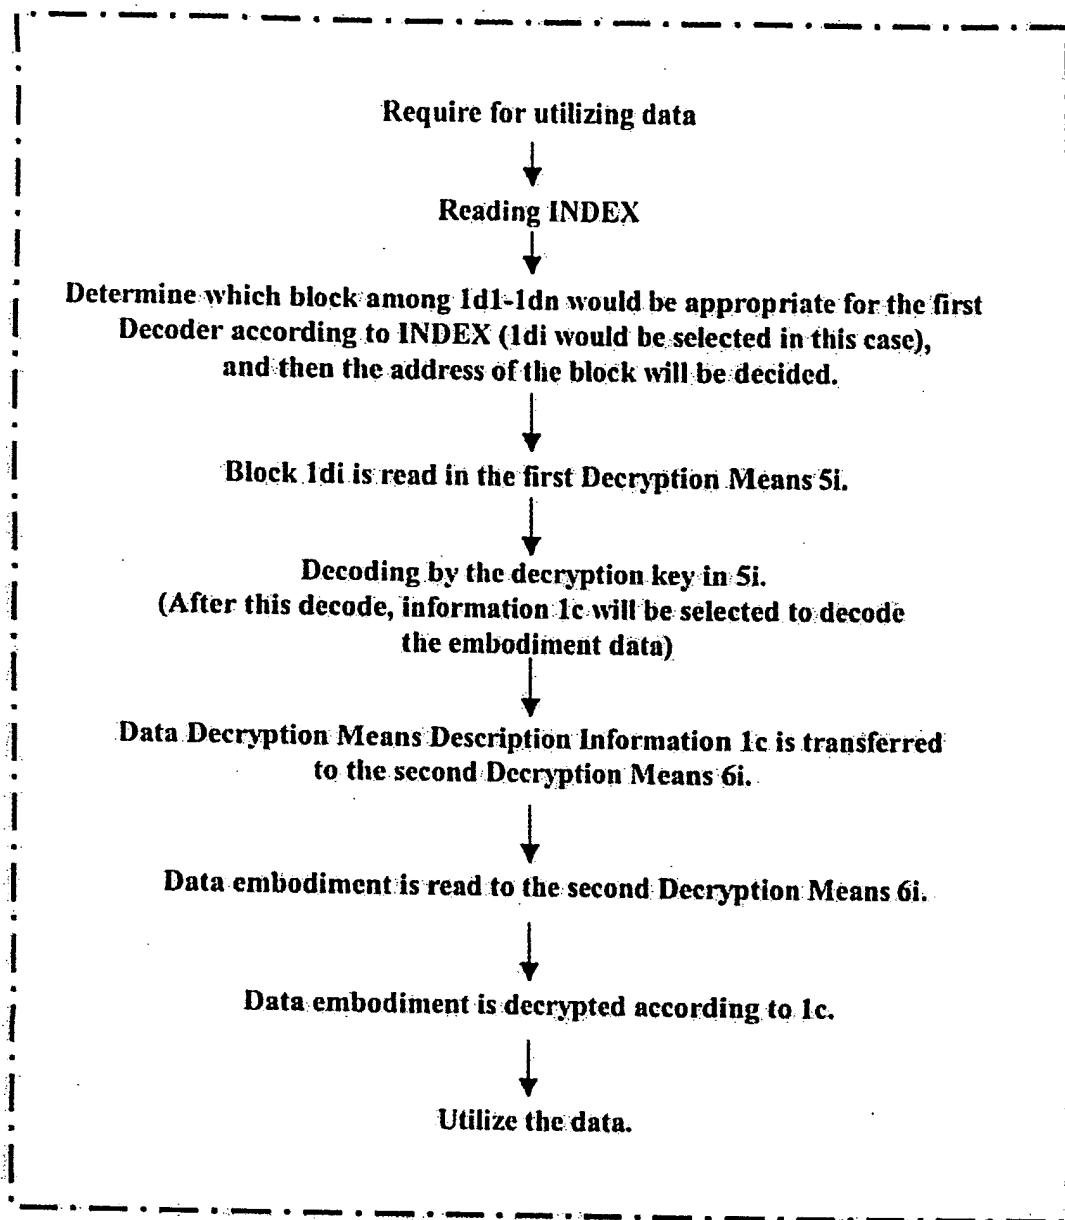 Require for utilizing data
Reading INDEX
Determine which block among 1d1-1dn would be appropriate for the first
Decoder according to INDEX (1di would be selected in this case),
and then the address of the block will be decided.
Block 1di is read in the first Decryption Means 5i.
Decoding by the decryption key in 5i.
(After this decode, information 1c will be selected to decode
the embodiment data)
Data Decryption Means Description Information 1c is transferred
to the second Decryption Means 6i.
Data embodiment is read to the second Decryption Means 6i.
Data embodiment is decrypted according to 1c.
Utilize the data.